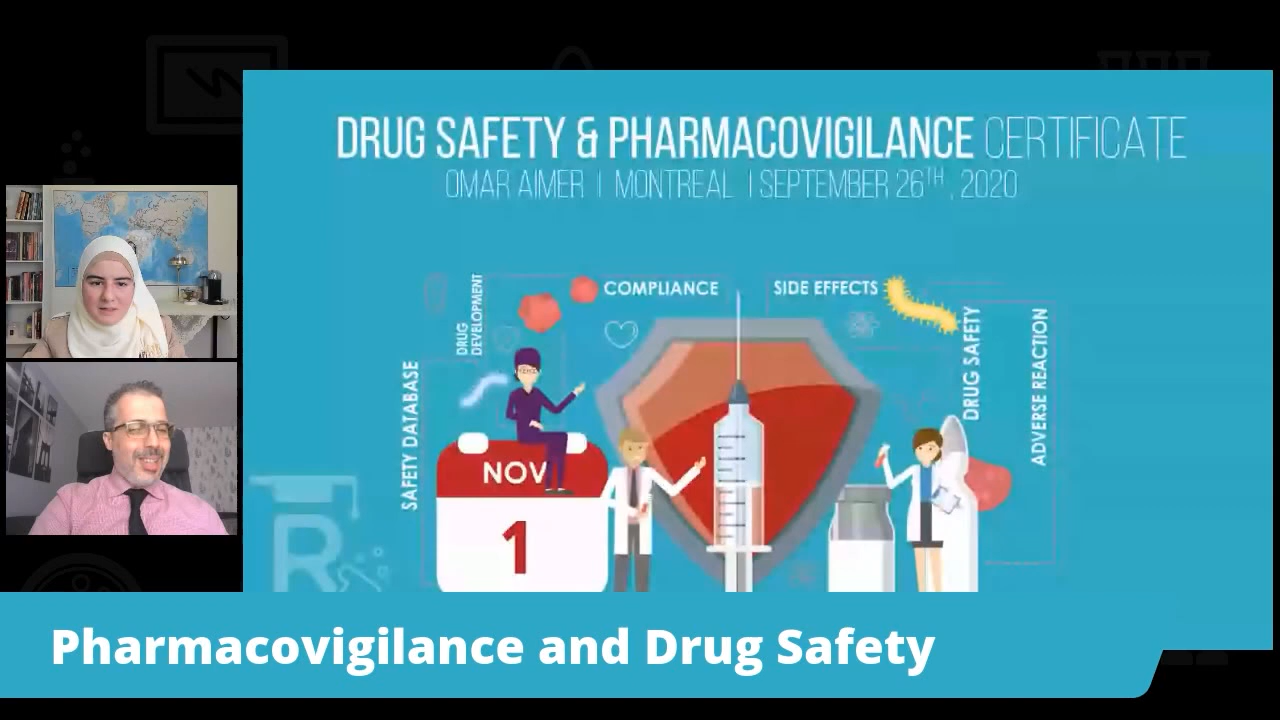 DRUG SAFETY & PHARMACOVIGILANCE CERTIFICATE
OMAR AIMER | MONTREAL | SEPTEMBER 26TH, 2020
DRUG
DEVELOPMENT
COMPLIANCE
SIDE EFFECTS
SAFETY DATABASE
DRUG SAFETY
ADVERSE REACTION
NOV
1
R
Pharmacovigilance and Drug Safety